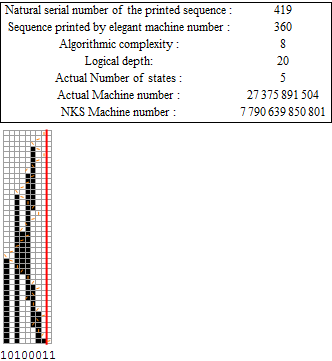 Natural serial number of the printed sequence : 419
Sequence printed by elegant machine number : 360
Algorithmic complexity : 8
Logical depth: 20
Actual Number of states : 5
Actual Machine number : 27 375 891 504
NKS Machine number : 7 790 639 850 801
10100011